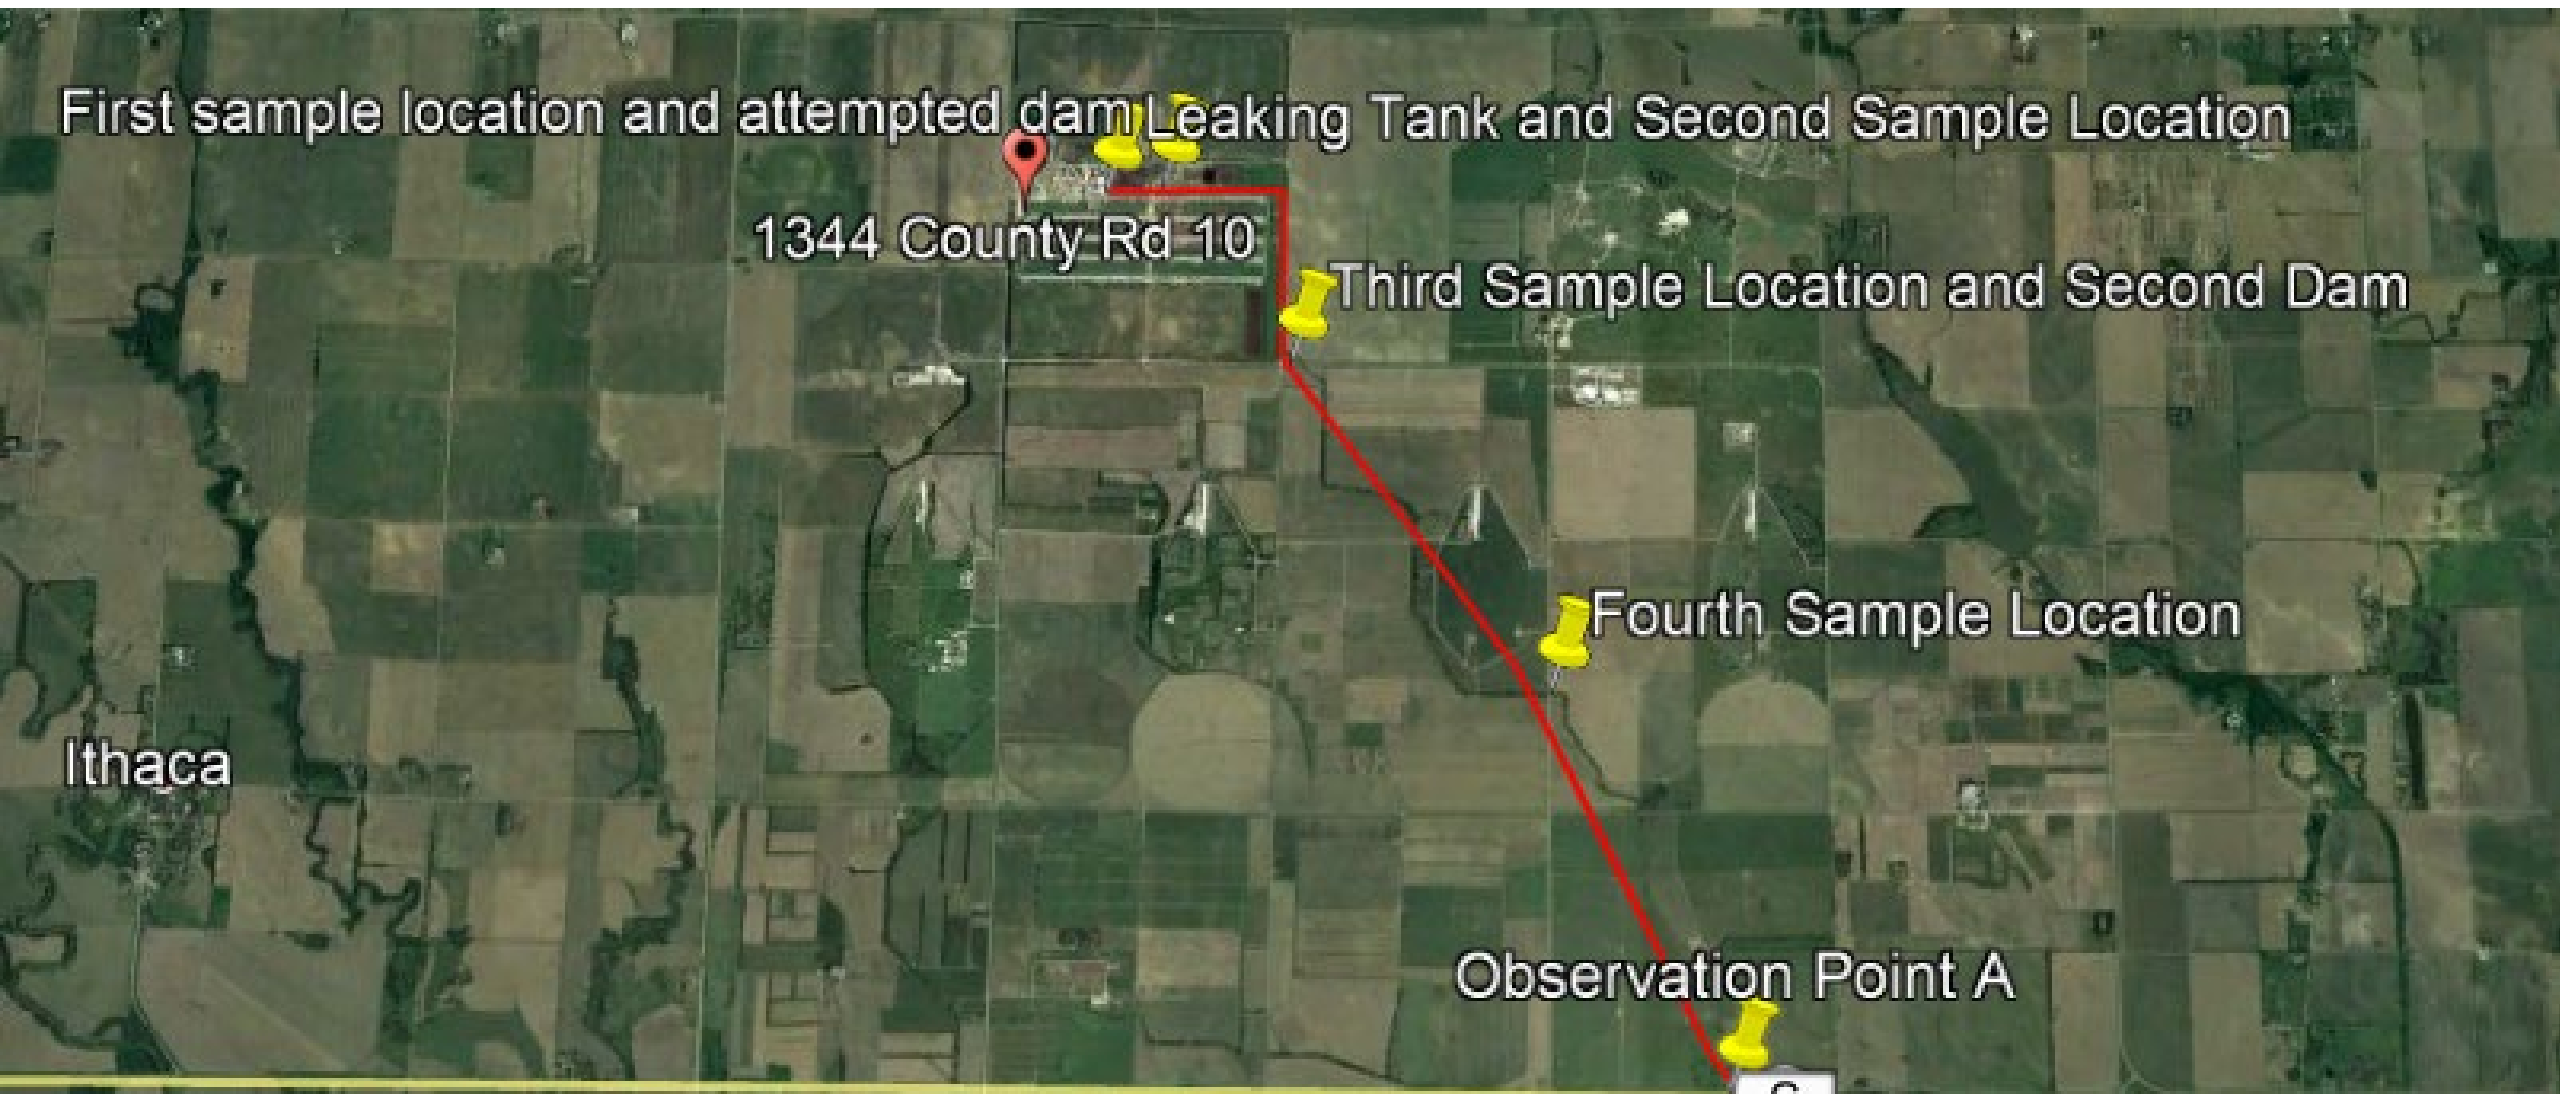 First sample location and attempted dam
Leaking Tank and Second Sample Location
1344 County Rd 10
Third Sample Location and Second Dam
Fourth Sample Location
Ithaca
Observation Point A